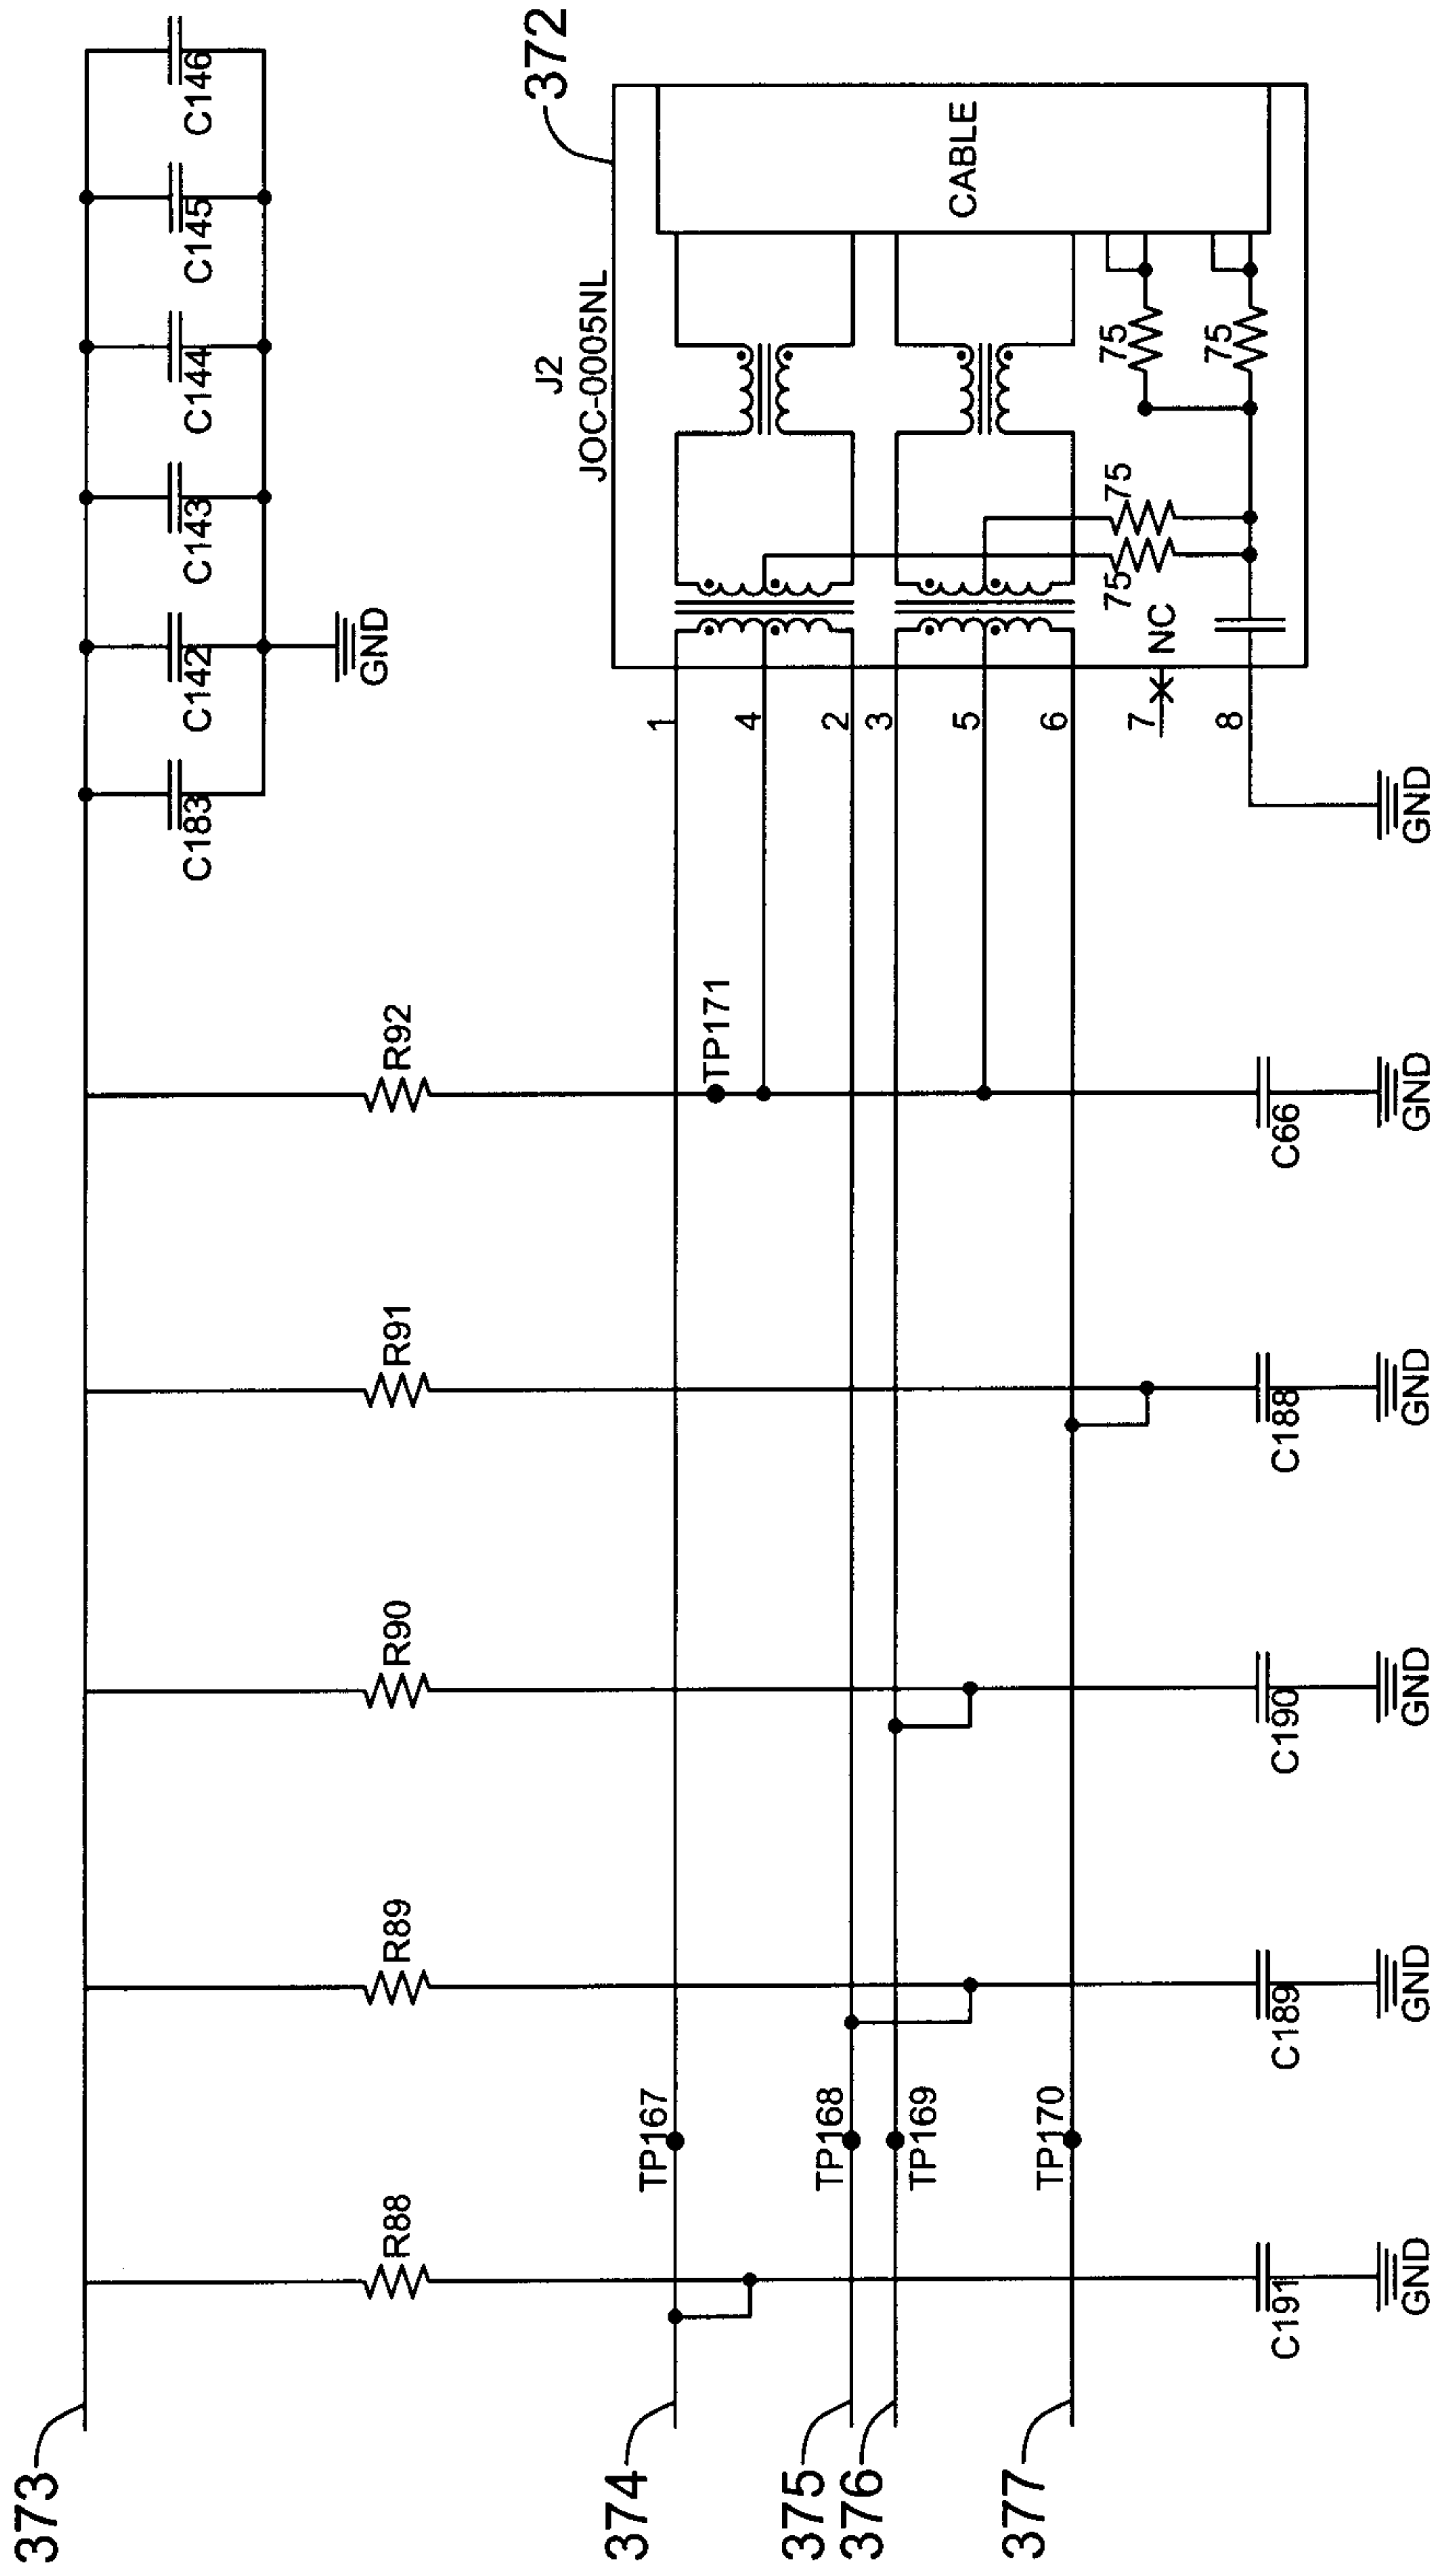 373
374
375
376
377
R88
R89
R90
R91
R92
TP167
TP168
TP169
TP170
TP171
C191
GND
C189
GND
C190
GND
C188
GND
C66
GND
C183
C142
C143
C144
C145
C146
GND
372
J2
JOC-0005NL
CABLE
1
4
2
3
5
6
7
NC
8
75
75
75
75
GND